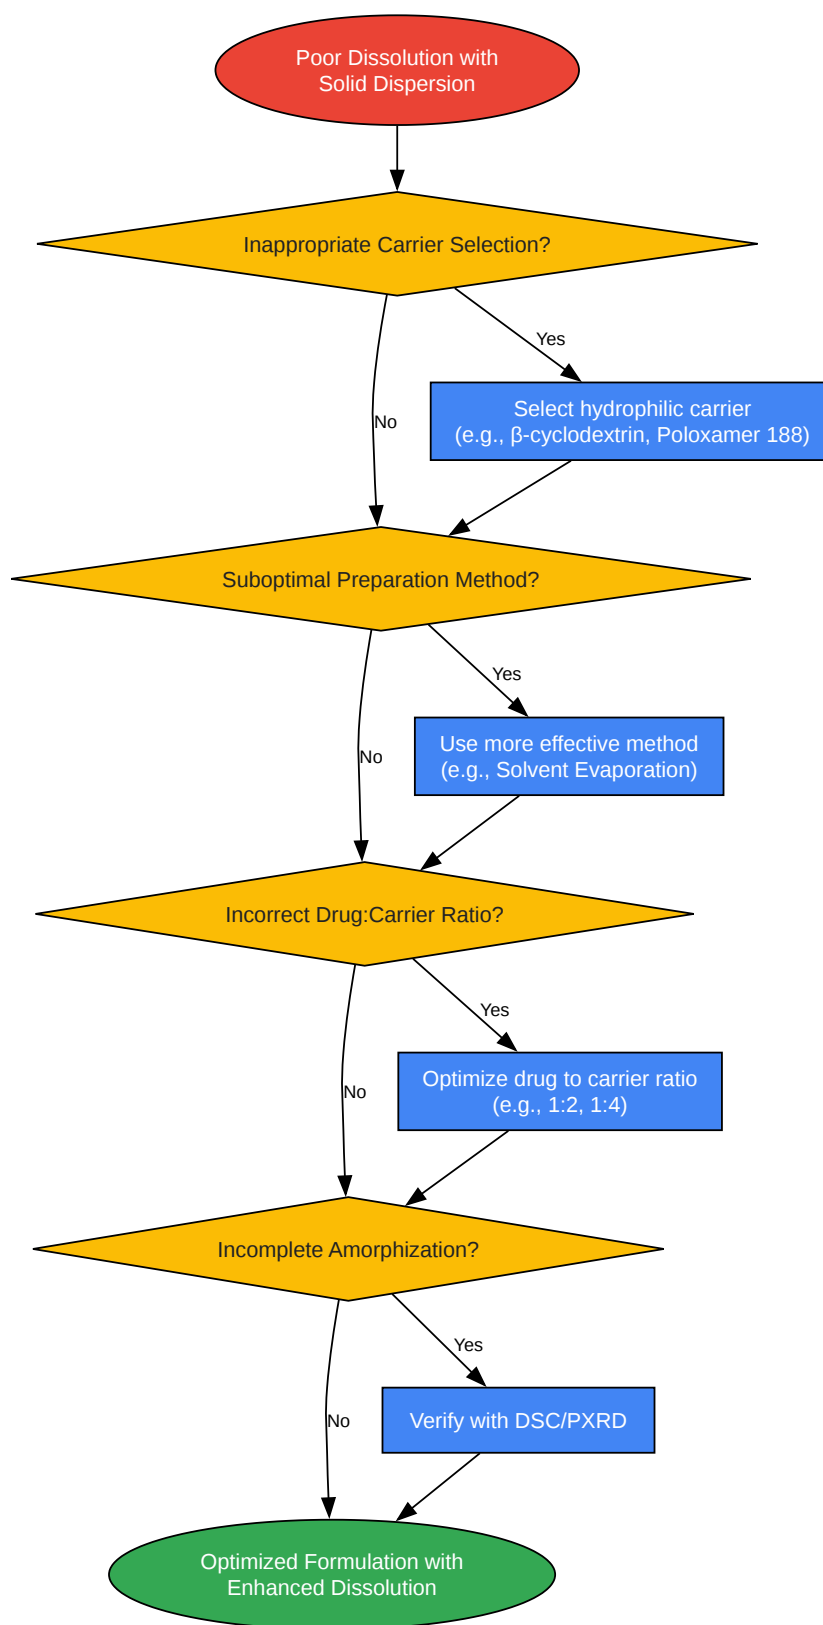 Poor Dissolution with
Solid Dispersion
Inappropriate Carrier Selection?
Yes
Select hydrophilic carrier
(e.g., β-cyclodextrin, Poloxamer 188)
No
Suboptimal Preparation Method?
Yes
Use more effective method
(e.g., Solvent Evaporation)
No
Incorrect Drug:Carrier Ratio?
Yes
Optimize drug to carrier ratio
(e.g., 1:2, 1:4)
No
Incomplete Amorphization?
Yes
Verify with DSC/PXRD
No
Optimized Formulation with
Enhanced Dissolution